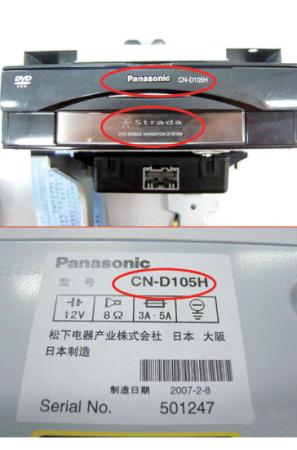 DVD
Panasonic CN-D105H
Strada
DVD MOBILE NAVIGATION SYSTEM
Panasonic
型 号 CN-D105H
12V 8Ω 3A·5A
松下电器产业株式会社 日本 大阪
日本制造
制造日期 2007-2-8
Serial No. 501247